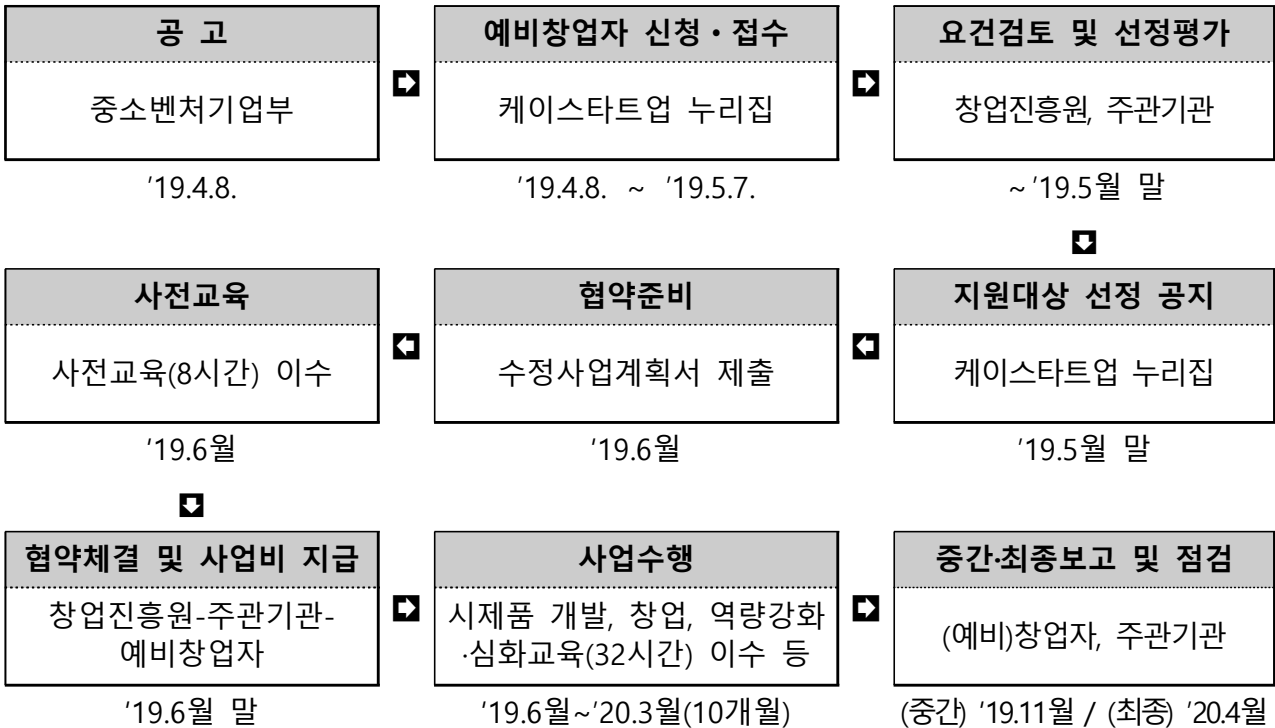 공 고
중소벤처기업부
'19.4.8.
예비창업자 신청・접수
케이스타트업 누리집
'19.4.8. ~ '19.5.7.
요건검토 및 선정평가
창업진흥원, 주관기관
~'19.5월 말
지원대상 선정 공지
케이스타트업 누리집
'19.5월 말
협약준비
수정사업계획서 제출
'19.6월
사전교육
사전교육(8시간) 이수
'19.6월
협약체결 및 사업비 지급
창업진흥원-주관기관-
예비창업자
'19.6월 말
사업수행
시제품 개발, 창업, 역량강화
·심화교육(32시간) 이수 등
'19.6월~'20.3월(10개월)
중간·최종보고 및 점검
(예비)창업자, 주관기관
(중간) '19.11월 / (최종) '20.4월